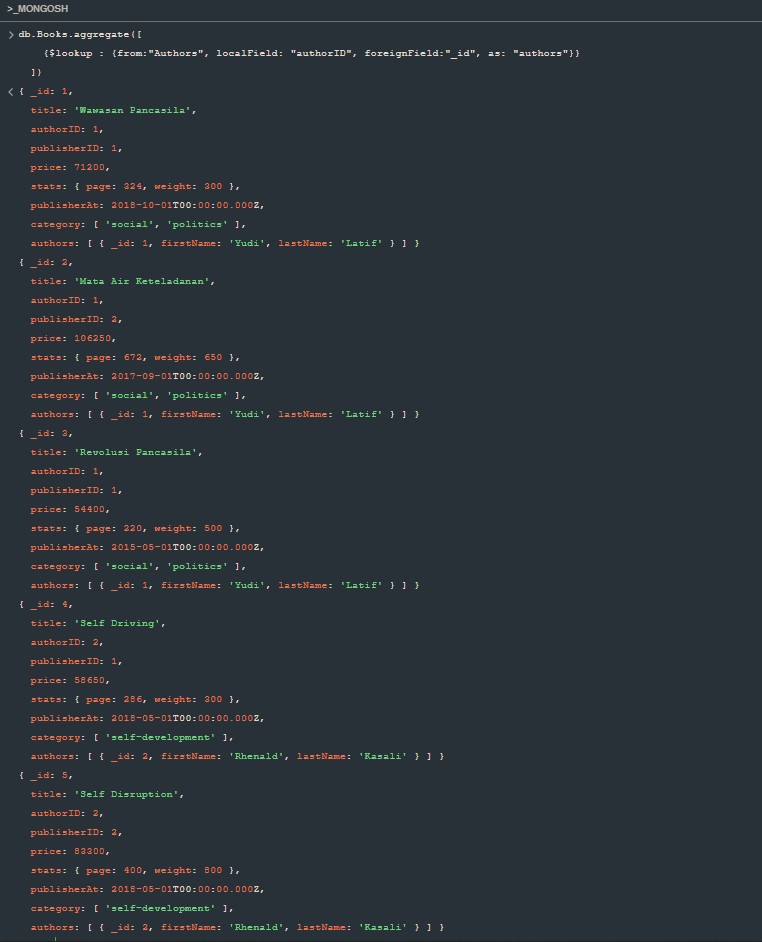 >_MONGOSH
> db.Books.aggregate([
{$lookup : {from:"Authors", localField: "authorID", foreignField:"_id", as: "authors"}}
])
< { _id: 1,
title: 'Wawasan Pancasila',
authorID: 1,
publisherID: 1,
price: 71200,
stats: { page: 324, weight: 300 },
publisherAt: 2018-10-01T00:00:00.000Z,
category: [ 'social', 'politics' ],
authors: [ { _id: 1, firstName: 'Yudi', lastName: 'Latif' } ] }
{ _id: 2,
title: 'Mata Air Keteladanan',
authorID: 1,
publisherID: 2,
price: 106250,
stats: { page: 672, weight: 650 },
publisherAt: 2017-09-01T00:00:00.000Z,
category: [ 'social', 'politics' ],
authors: [ { _id: 1, firstName: 'Yudi', lastName: 'Latif' } ] }
{ _id: 3,
title: 'Revolusi Pancasila',
authorID: 1,
publisherID: 1,
price: 54400,
stats: { page: 220, weight: 500 },
publisherAt: 2015-05-01T00:00:00.000Z,
category: [ 'social', 'politics' ],
authors: [ { _id: 1, firstName: 'Yudi', lastName: 'Latif' } ] }
{ _id: 4,
title: 'Self Driving',
authorID: 2,
publisherID: 1,
price: 58650,
stats: { page: 286, weight: 300 },
publisherAt: 2018-05-01T00:00:00.000Z,
category: [ 'self-development' ],
authors: [ { _id: 2, firstName: 'Rhenald', lastName: 'Kasali' } ] }
{ _id: 5,
title: 'Self Disruption',
authorID: 2,
publisherID: 2,
price: 83300,
stats: { page: 400, weight: 800 },
publisherAt: 2018-05-01T00:00:00.000Z,
category: [ 'self-development' ],
authors: [ { _id: 2, firstName: 'Rhenald', lastName: 'Kasali' } ] }